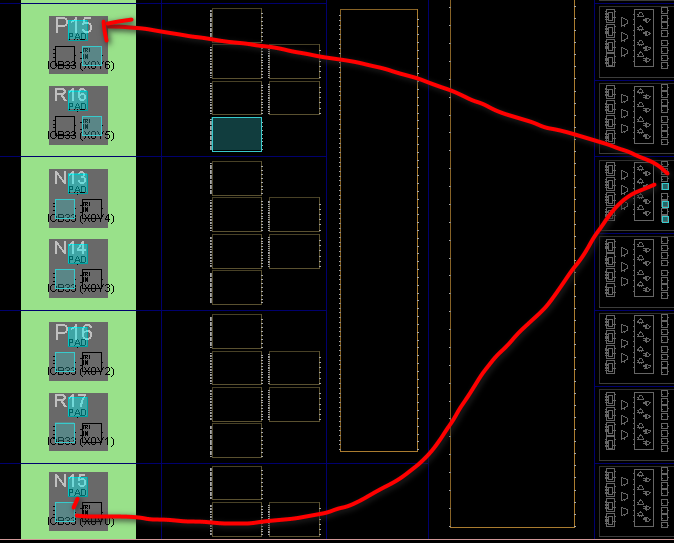 P15
PAD
IOB33 (X0Y6)
R16
PAD
IOB33 (X0Y5)
N13
PAD
IOB33 (X0Y4)
N14
PAD
IOB33 (X0Y3)
P16
PAD
IOB33 (X0Y2)
R17
PAD
IOB33 (X0Y1)
N15
PAD
IOB33 (X0Y0)